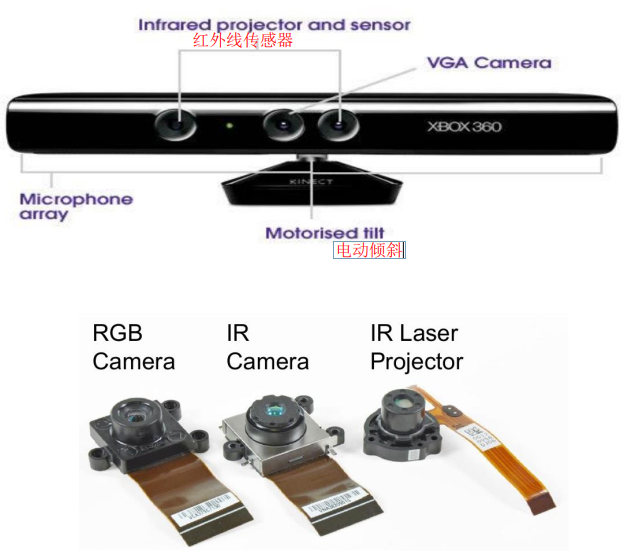 Infrared projector and sensor
红外线传感器
VGA Camera
XBOX 360
KINECT
Microphone
array
Motorised tilt
电动倾斜
RGB
Camera
IR
Camera
IR Laser
Projector